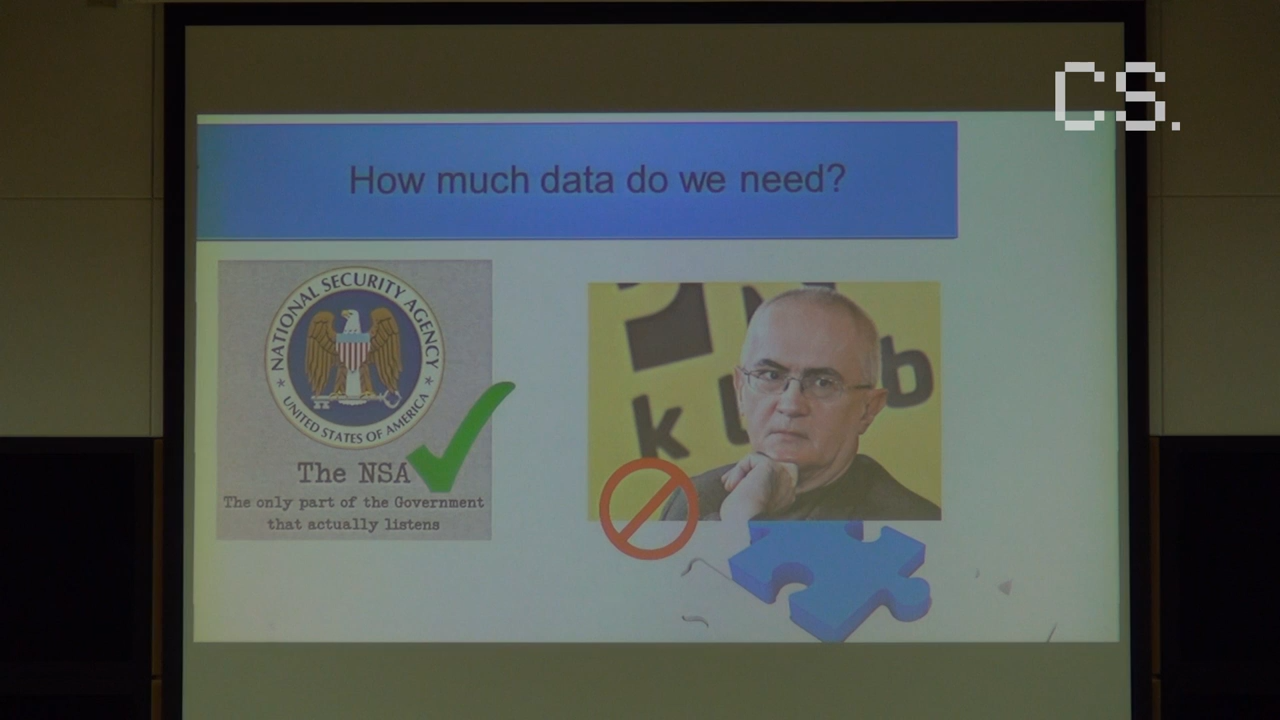 CS.
How much data do we need?
NATIONAL SECURITY AGENCY
UNITED STATES OF AMERICA
The NSA
The only part of the Government
that actually listens
k b